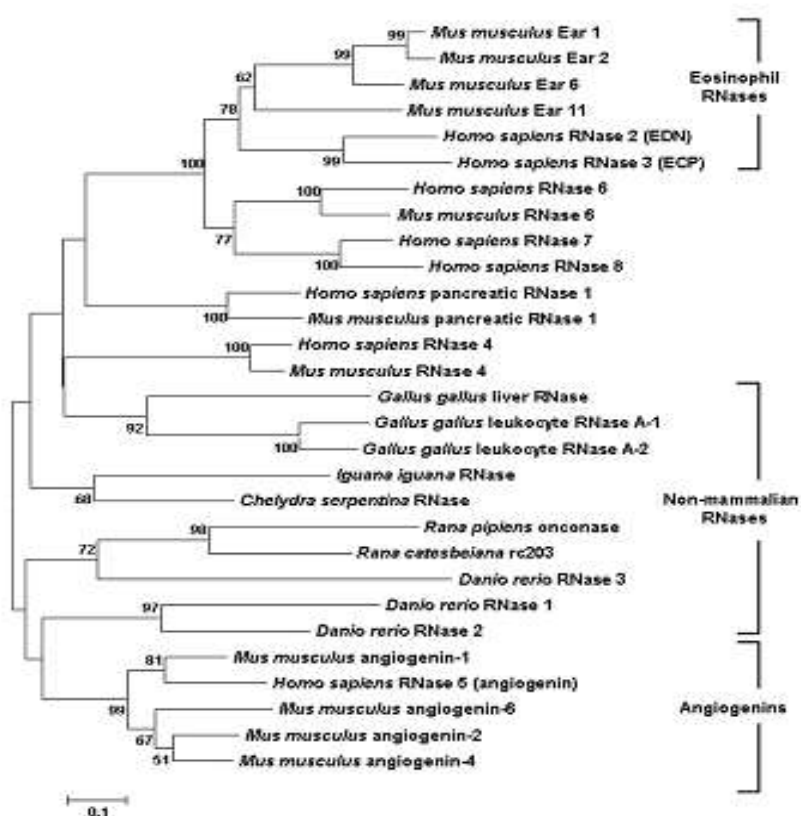 99
Mus musculus Ear 1
99
Mus musculus Ear 2
62
Mus musculus Ear 6
Eosinophil
RNases
78
Mus musculus Ear 11
Homo sapiens RNase 2 (EDN)
100
99
Homo sapiens RNase 3 (ECP)
100
Homo sapiens RNase 6
Mus musculus RNase 6
77
Homo sapiens RNase 7
100
Homo sapiens RNase 8
Homo sapiens pancreatic RNase 1
100
Mus musculus pancreatic RNase 1
100
Homo sapiens RNase 4
Mus musculus RNase 4
Gallus gallus liver RNase
92
Gallus gallus leukocyte RNase A-1
100
Gallus gallus leukocyte RNase A-2
Iguana iguana RNase
68
Chelydra serpentina RNase
Non-mammalian
RNases
98
Rana pipiens onconase
72
Rana catesbeiana rc203
Danio rerio RNase 3
97
Danio rerio RNase 1
Danio rerio RNase 2
81
Mus musculus angiogenin-1
Homo sapiens RNase 5 (angiogenin)
99
Mus musculus angiogenin-6
Angiogenins
67
Mus musculus angiogenin-2
51
Mus musculus angiogenin-4
0.1